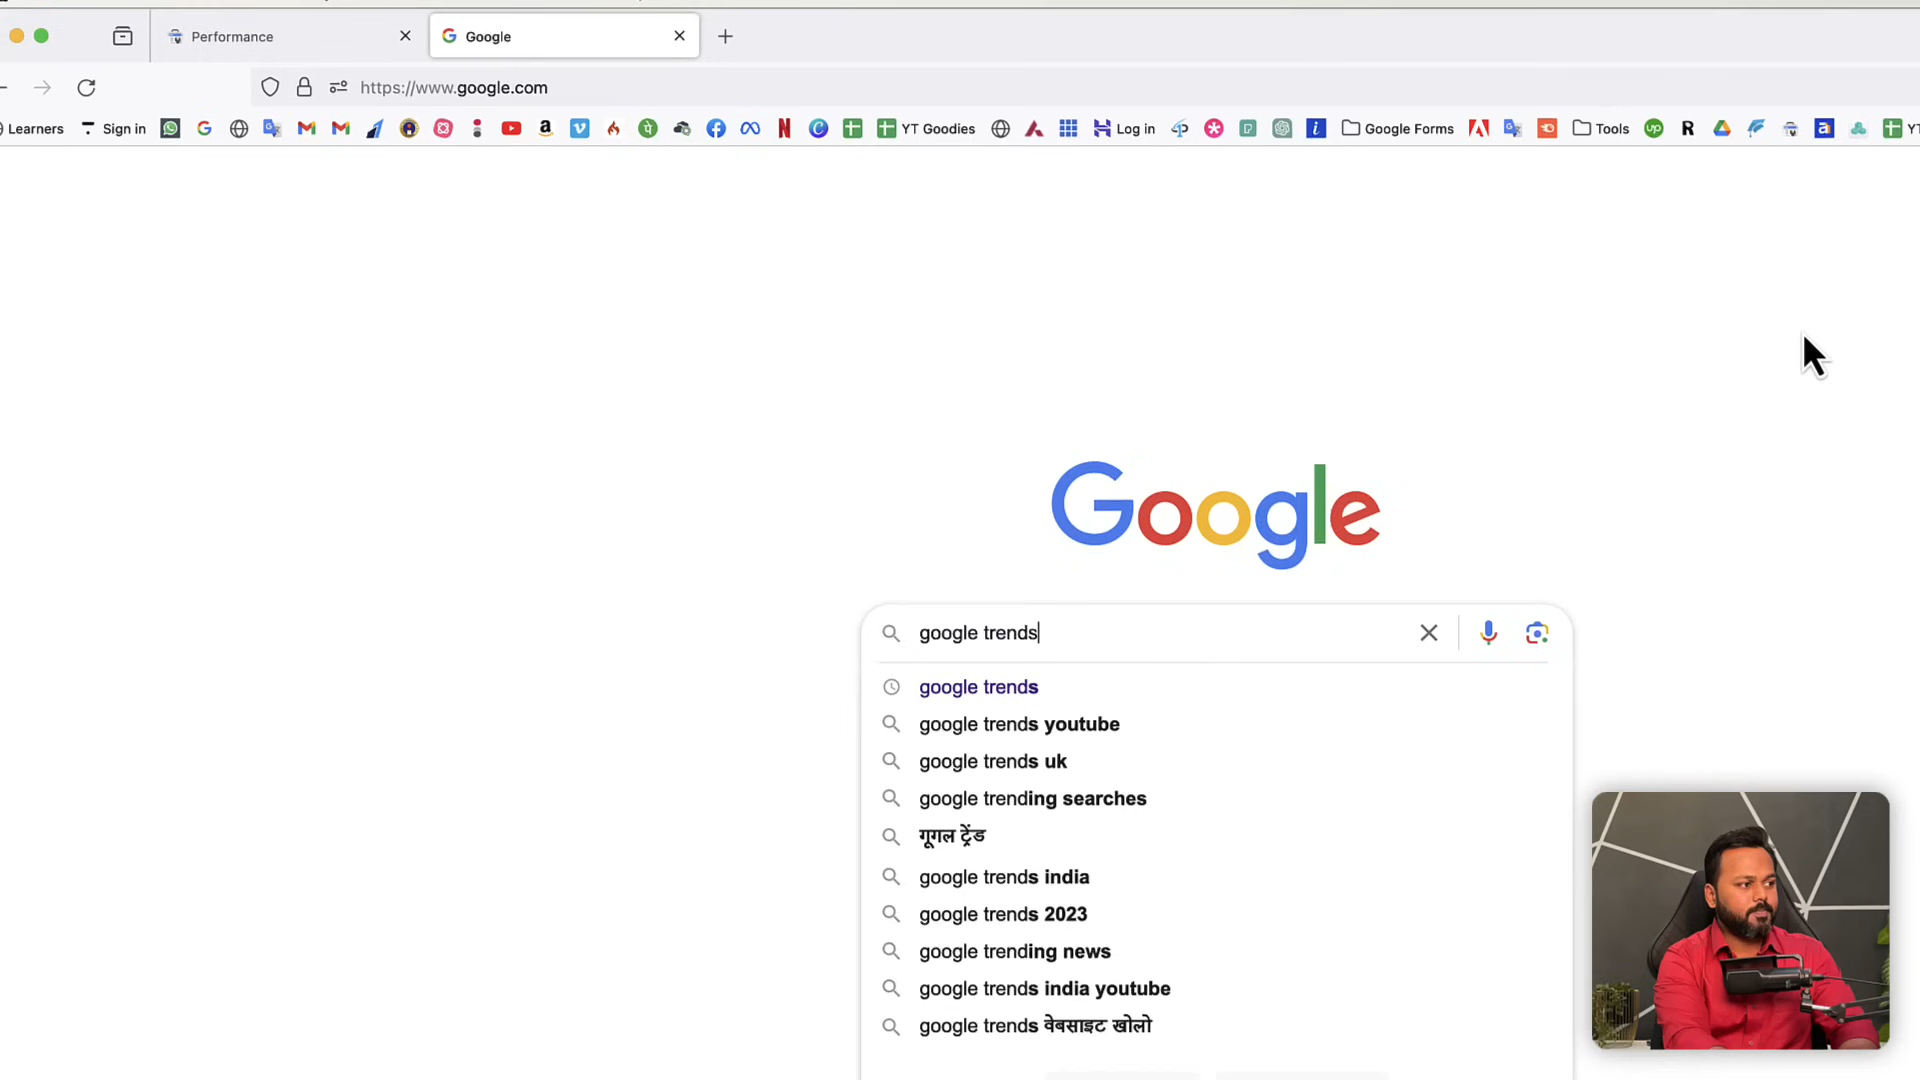 Performance
Google
https://www.google.com
Learners Sign in YT Goodies Log in Google Forms Tools YT
Google
google trends
google trends
google trends youtube
google trends uk
google trending searches
गूगल ट्रेंड
google trends india
google trends 2023
google trending news
google trends india youtube
google trends वेबसाइट खोलो